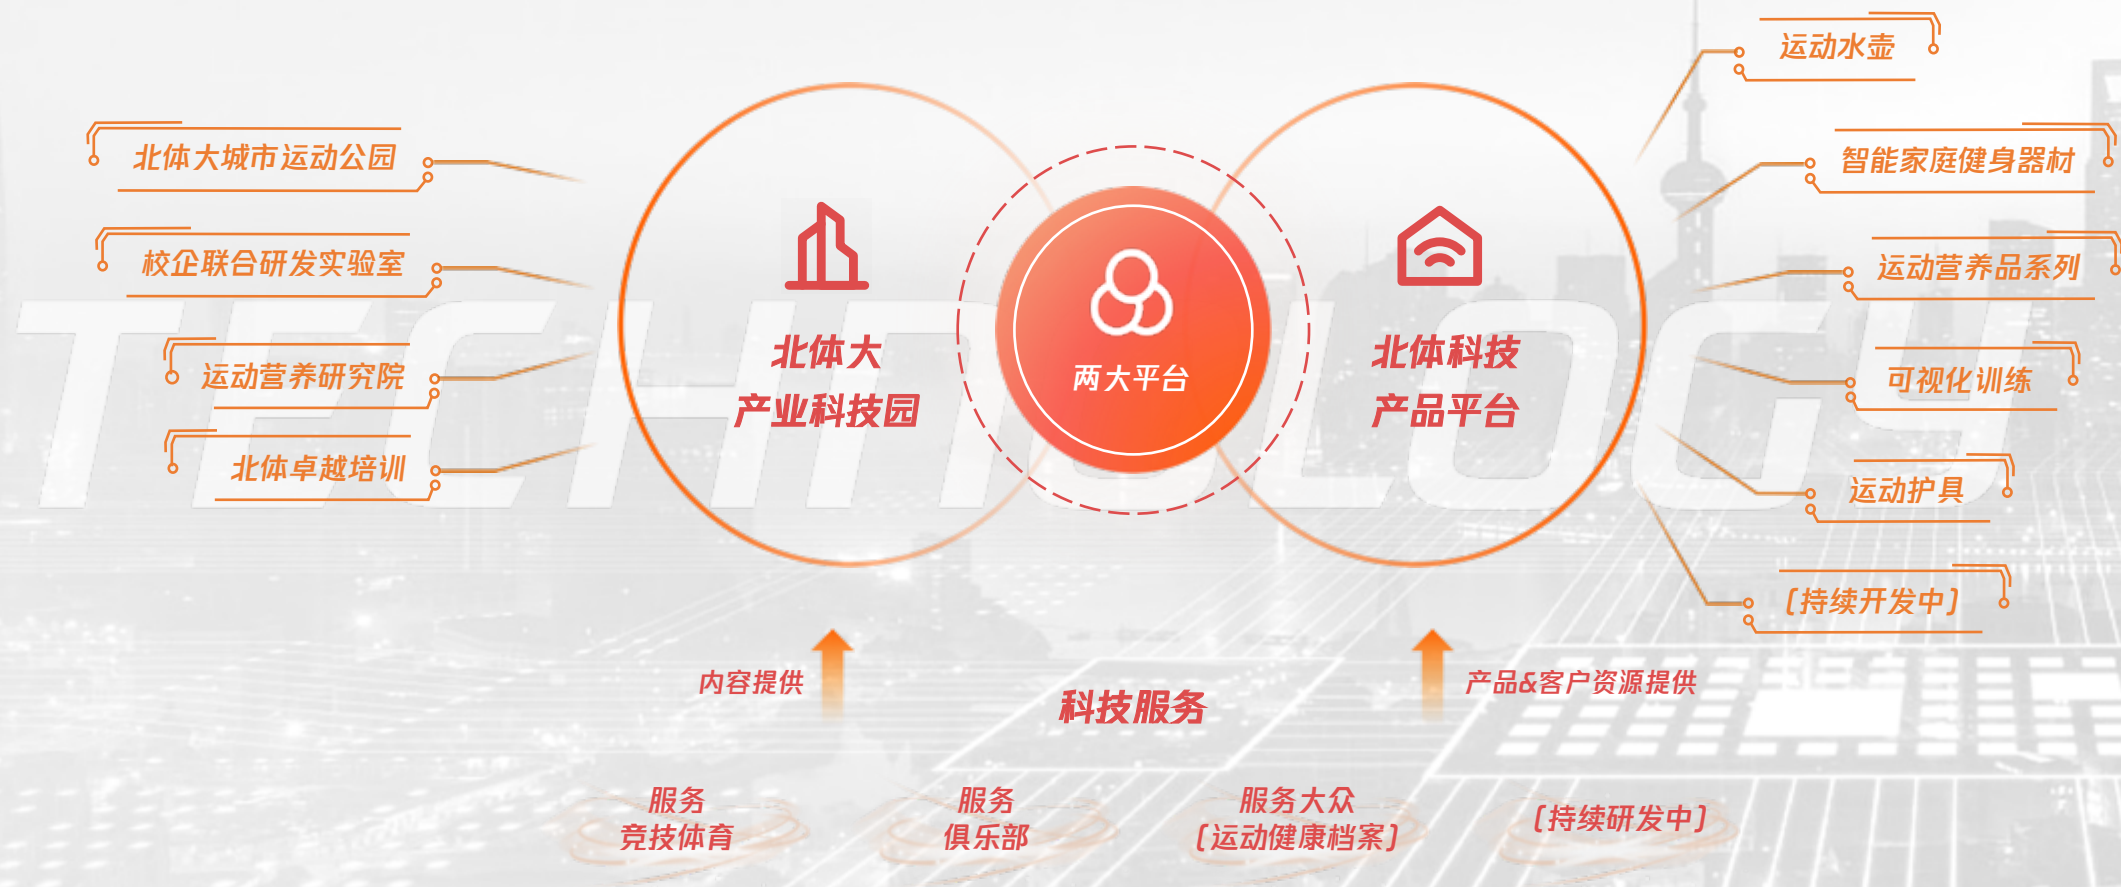 运动水壶
北体大城市运动公园
智能家庭健身器材
校企联合研发实验室
运动营养品系列
TECHNOLOGY
北体大
产业科技园
两大平台
北体科技
产品平台
运动营养研究院
可视化训练
北体卓越培训
运动护具
[持续开发中]
内容提供
科技服务
产品&客户资源提供
服务
竞技体育
服务
俱乐部
服务大众
[运动健康档案]
[持续研发中]